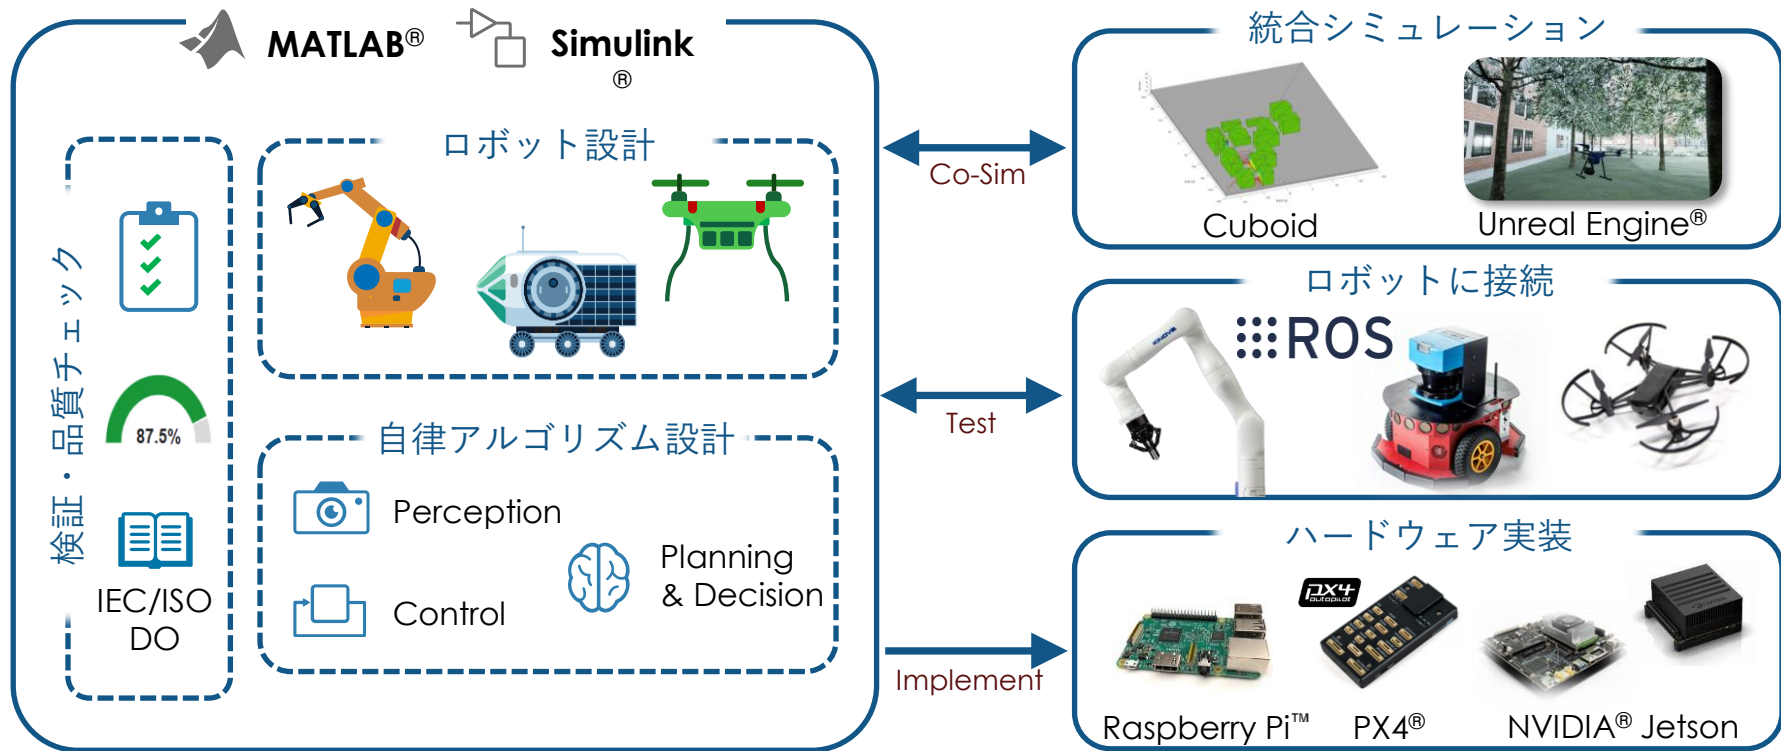 MATLAB®
Simulink
®
ロボット設計
検証・品質チェック
87.5%
IEC/ISO
DO
自律アルゴリズム設計
Perception
Planning
& Decision
Control
Co-Sim
Test
Implement
統合シミュレーション
Cuboid
Unreal Engine®
ロボットに接続
KINOVA
ROS
ハードウェア実装
px4
autopilot
Raspberry Pi™
PX4®
NVIDIA® Jetson